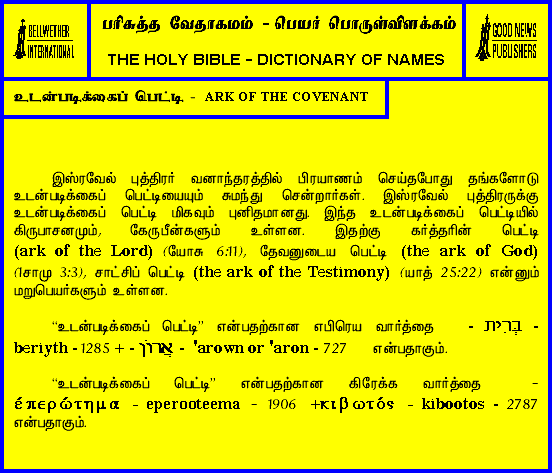 BELLWETHER
INTERNATIONAL
பரிசுத்த வேதாகமம் - பெயர் பொருள்விளக்கம்
THE HOLY BIBLE - DICTIONARY OF NAMES
GOOD NEWS
PUBLISHERS
உடன்படிக்கைப் பெட்டி - ARK OF THE COVENANT
இஸ்ரவேல் புத்திரர் வனாந்தரத்தில் பிரயாணம் செய்தபோது தங்களோடு
உடன்படிக்கைப் பெட்டியையும் சுமந்து சென்றார்கள். இஸ்ரவேல் புத்திரருக்கு
உடன்படிக்கைப் பெட்டி மிகவும் புனிதமானது. இந்த உடன்படிக்கைப் பெட்டியில்
கிருபாசனமும், கேருபீன்களும் உள்ளன. இதற்கு கர்த்தரின் பெட்டி
(ark of the Lord) (யோசு 6:11), தேவனுடைய பெட்டி (the ark of God)
(1சாமு 3:3), சாட்சிப் பெட்டி (the ark of the Testimony) (யாத் 25:22) என்னும்
மறுபெயர்களும் உள்ளன.
“உடன்படிக்கைப் பெட்டி” என்பதற்கான எபிரெய வார்த்தை - בְּרִית -
beriyth - 1285 + - אֲרוֹן - 'arown or 'aron - 727 என்பதாகும்.
“உடன்படிக்கைப் பெட்டி” என்பதற்கான கிரேக்க வார்த்தை -
έπερώτημα - eperooteema - 1906 +κιβωτός - kibootos - 2787
என்பதாகும்.